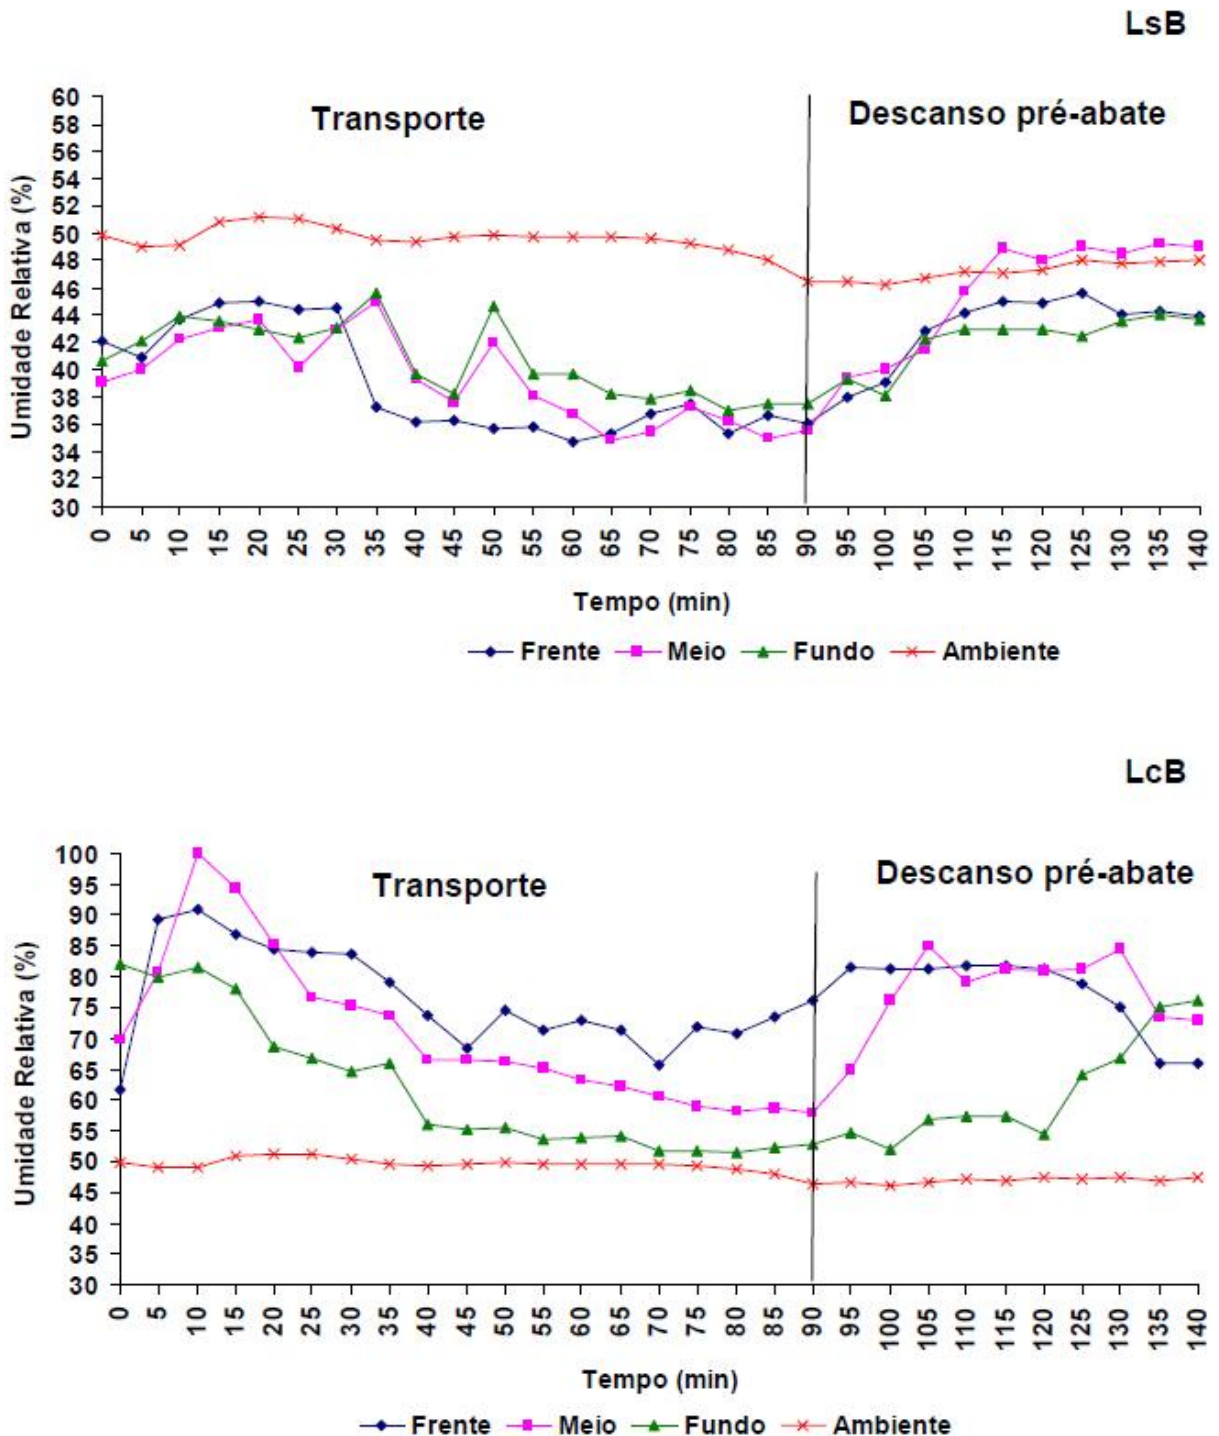 LsB
Transporte
Descanso pré-abate
Umidade Relativa (%)
60
58
56
54
52
50
48
46
44
42
40
38
36
34
32
30
0 5 10 15 20 25 30 35 40 45 50 55 60 65 70 75 80 85 90 95 100 105 110 115 120 125 130 135 140
Tempo (min)
Frente Meio Fundo Ambiente
LcB
Transporte
Descanso pré-abate
Umidade Relativa (%)
100
95
90
85
80
75
70
65
60
55
50
45
40
35
30
0 5 10 15 20 25 30 35 40 45 50 55 60 65 70 75 80 85 90 95 100 105 110 115 120 125 130 135 140
Tempo (min)
Frente Meio Fundo Ambiente